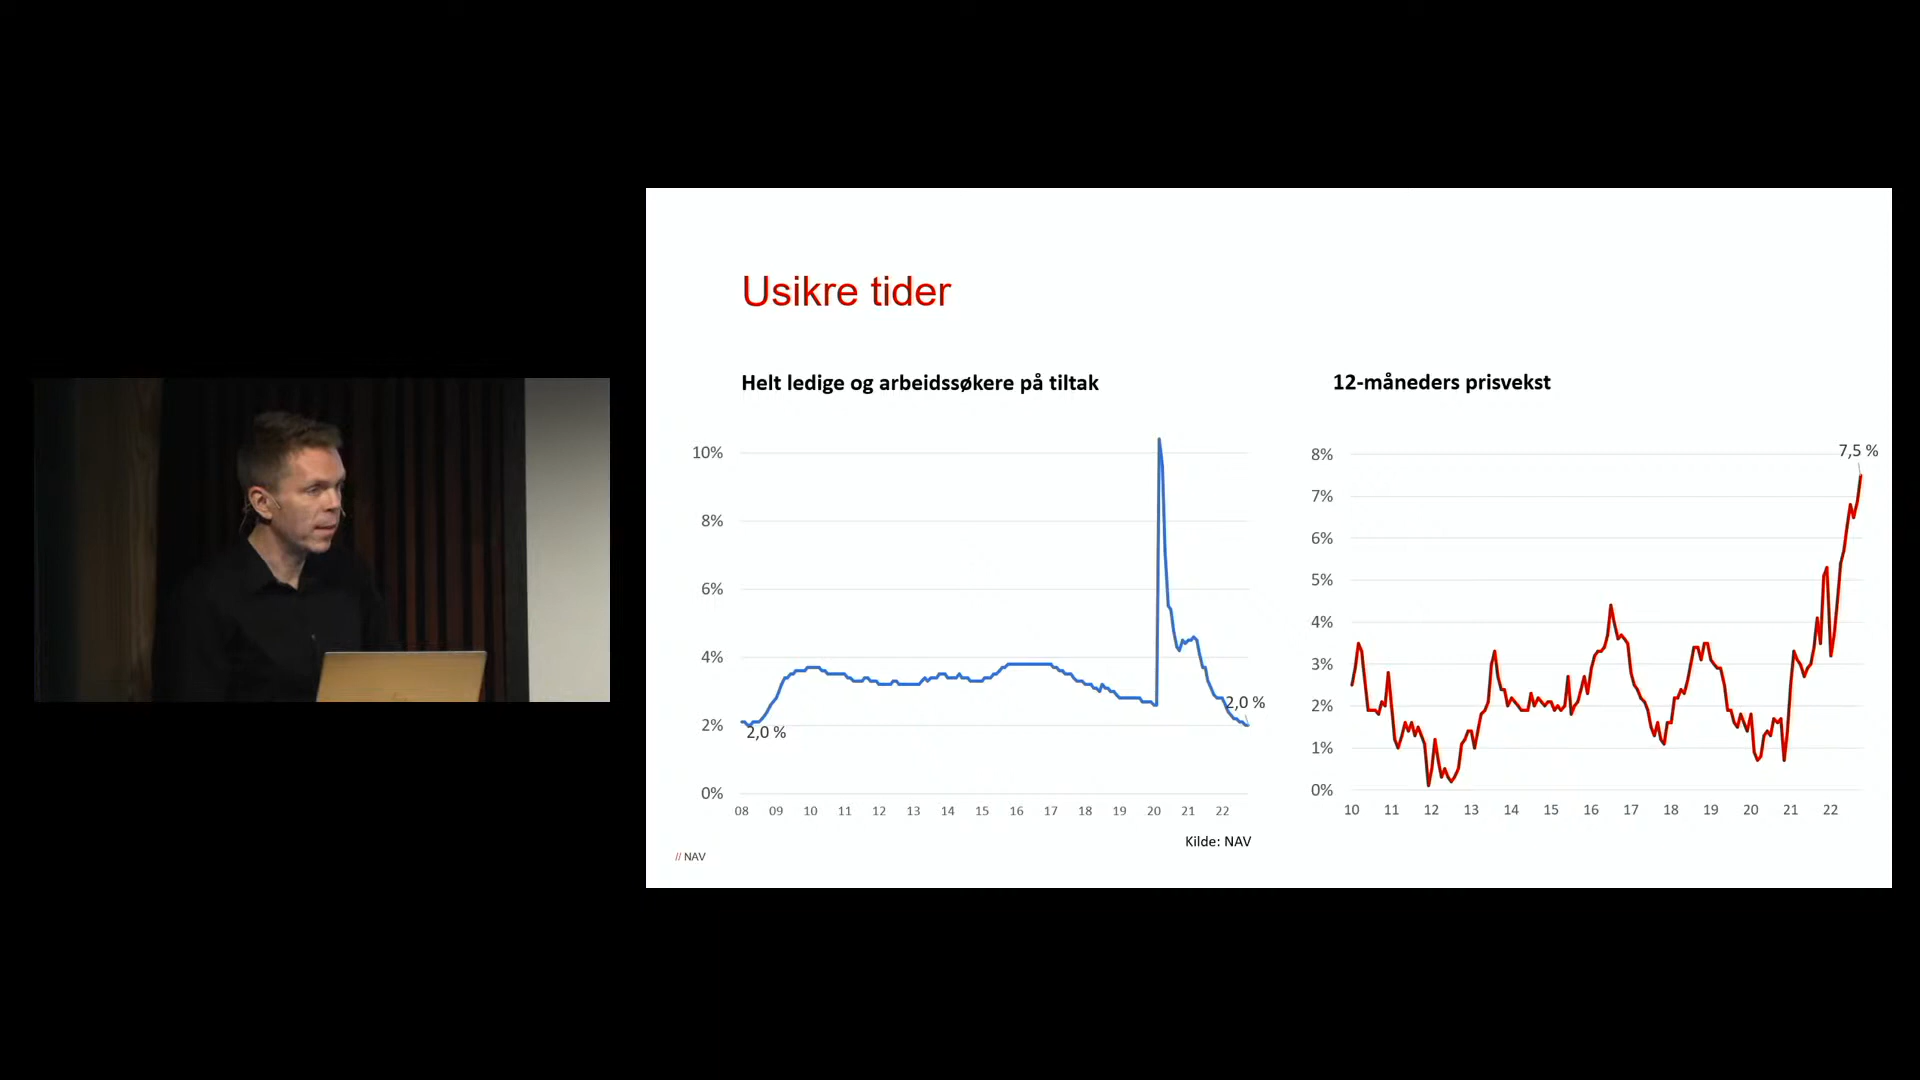 Usikre tider
Helt ledige og arbeidssøkere på tiltak
10%
8%
6%
4%
2%
0%
2,0 %
2,0 %
08 09 10 11 12 13 14 15 16 17 18 19 20 21 22
Kilde: NAV
12-måneders prisvekst
8%
7%
6%
5%
4%
3%
2%
1%
0%
7,5 %
10 11 12 13 14 15 16 17 18 19 20 21 22
// NAV